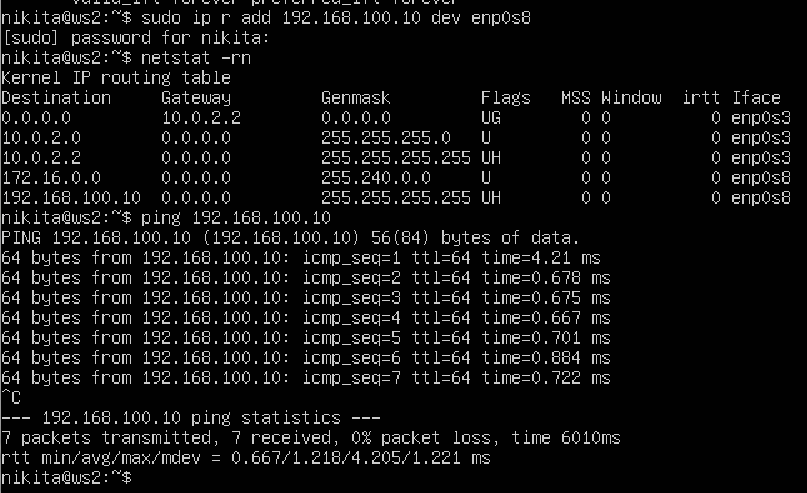 nikita@ws2:~$ sudo ip r add 192.168.100.10 dev enp0s8
[sudo] password for nikita:
nikita@ws2:~$ netstat -rn
Kernel IP routing table
Destination     Gateway         Genmask         Flags   MSS Window  irtt Iface
0.0.0.0         10.0.2.2        0.0.0.0         UG        0 0          0 enp0s3
10.0.2.0        0.0.0.0         255.255.255.0   U         0 0          0 enp0s3
10.0.2.2        0.0.0.0         255.255.255.255 UH        0 0          0 enp0s3
172.16.0.0      0.0.0.0         255.240.0.0     U         0 0          0 enp0s8
192.168.100.10  0.0.0.0         255.255.255.255 UH        0 0          0 enp0s8
nikita@ws2:~$ ping 192.168.100.10
PING 192.168.100.10 (192.168.100.10) 56(84) bytes of data.
64 bytes from 192.168.100.10: icmp_seq=1 ttl=64 time=4.21 ms
64 bytes from 192.168.100.10: icmp_seq=2 ttl=64 time=0.678 ms
64 bytes from 192.168.100.10: icmp_seq=3 ttl=64 time=0.675 ms
64 bytes from 192.168.100.10: icmp_seq=4 ttl=64 time=0.667 ms
64 bytes from 192.168.100.10: icmp_seq=5 ttl=64 time=0.701 ms
64 bytes from 192.168.100.10: icmp_seq=6 ttl=64 time=0.884 ms
64 bytes from 192.168.100.10: icmp_seq=7 ttl=64 time=0.722 ms
^C
--- 192.168.100.10 ping statistics ---
7 packets transmitted, 7 received, 0% packet loss, time 6010ms
rtt min/avg/max/mdev = 0.667/1.218/4.205/1.221 ms
nikita@ws2:~$